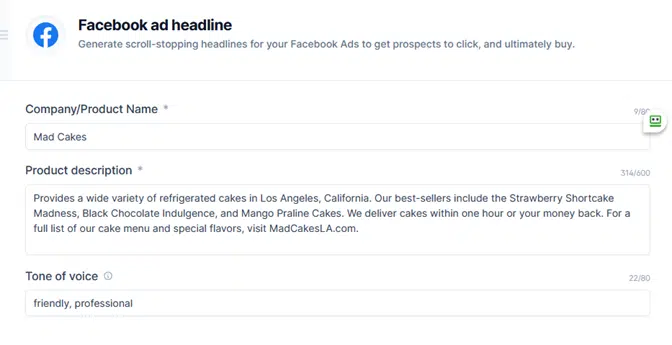 Facebook ad headline
Generate scroll-stopping headlines for your Facebook Ads to get prospects to click, and ultimately buy.
Company/Product Name *
9/80
Mad Cakes
Product description *
314/600
Provides a wide variety of refrigerated cakes in Los Angeles, California. Our best-sellers include the Strawberry Shortcake
Madness, Black Chocolate Indulgence, and Mango Praline Cakes. We deliver cakes within one hour or your money back. For a
full list of our cake menu and special flavors, visit MadCakesLA.com.
Tone of voice
22/80
friendly, professional